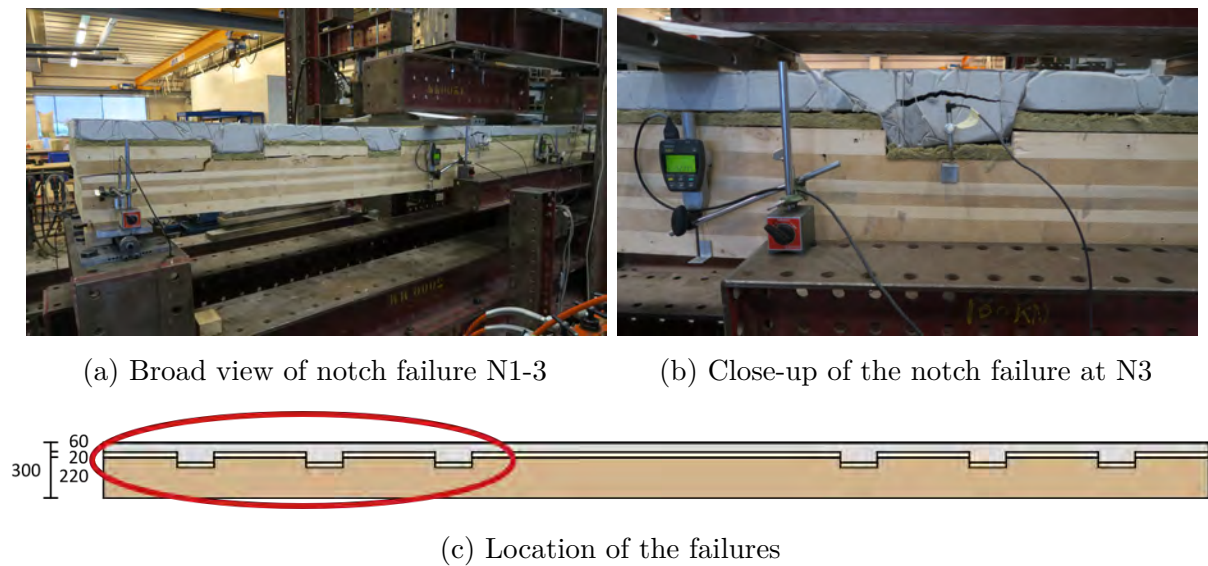 (a) Broad view of notch failure N1-3
(b) Close-up of the notch failure at N3
60
20
300
220
(c) Location of the failures